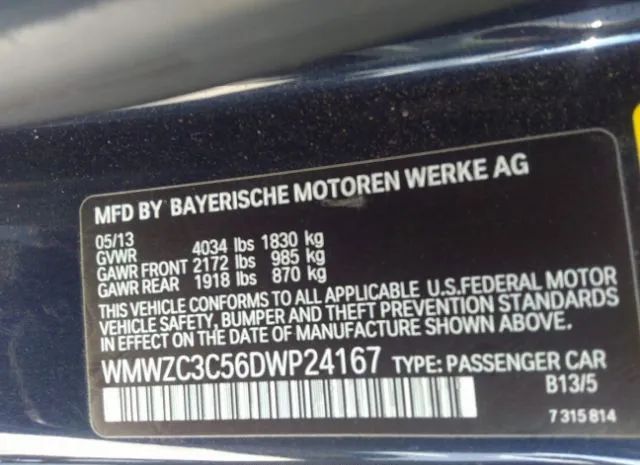 MFD BY BAYERISCHE MOTOREN WERKE AG
05/13
GVWR 4034 lbs 1830 kg
GAWR FRONT 2172 lbs 985 kg
GAWR REAR 1918 lbs 870 kg
THIS VEHICLE CONFORMS TO ALL APPLICABLE U.S.FEDERAL MOTOR
VEHICLE SAFETY, BUMPER AND THEFT PREVENTION STANDARDS
IN EFFECT ON THE DATE OF MANUFACTURE SHOWN ABOVE.
WMWZC3C56DWP24167 TYPE: PASSENGER CAR
B13/5
7 315 814